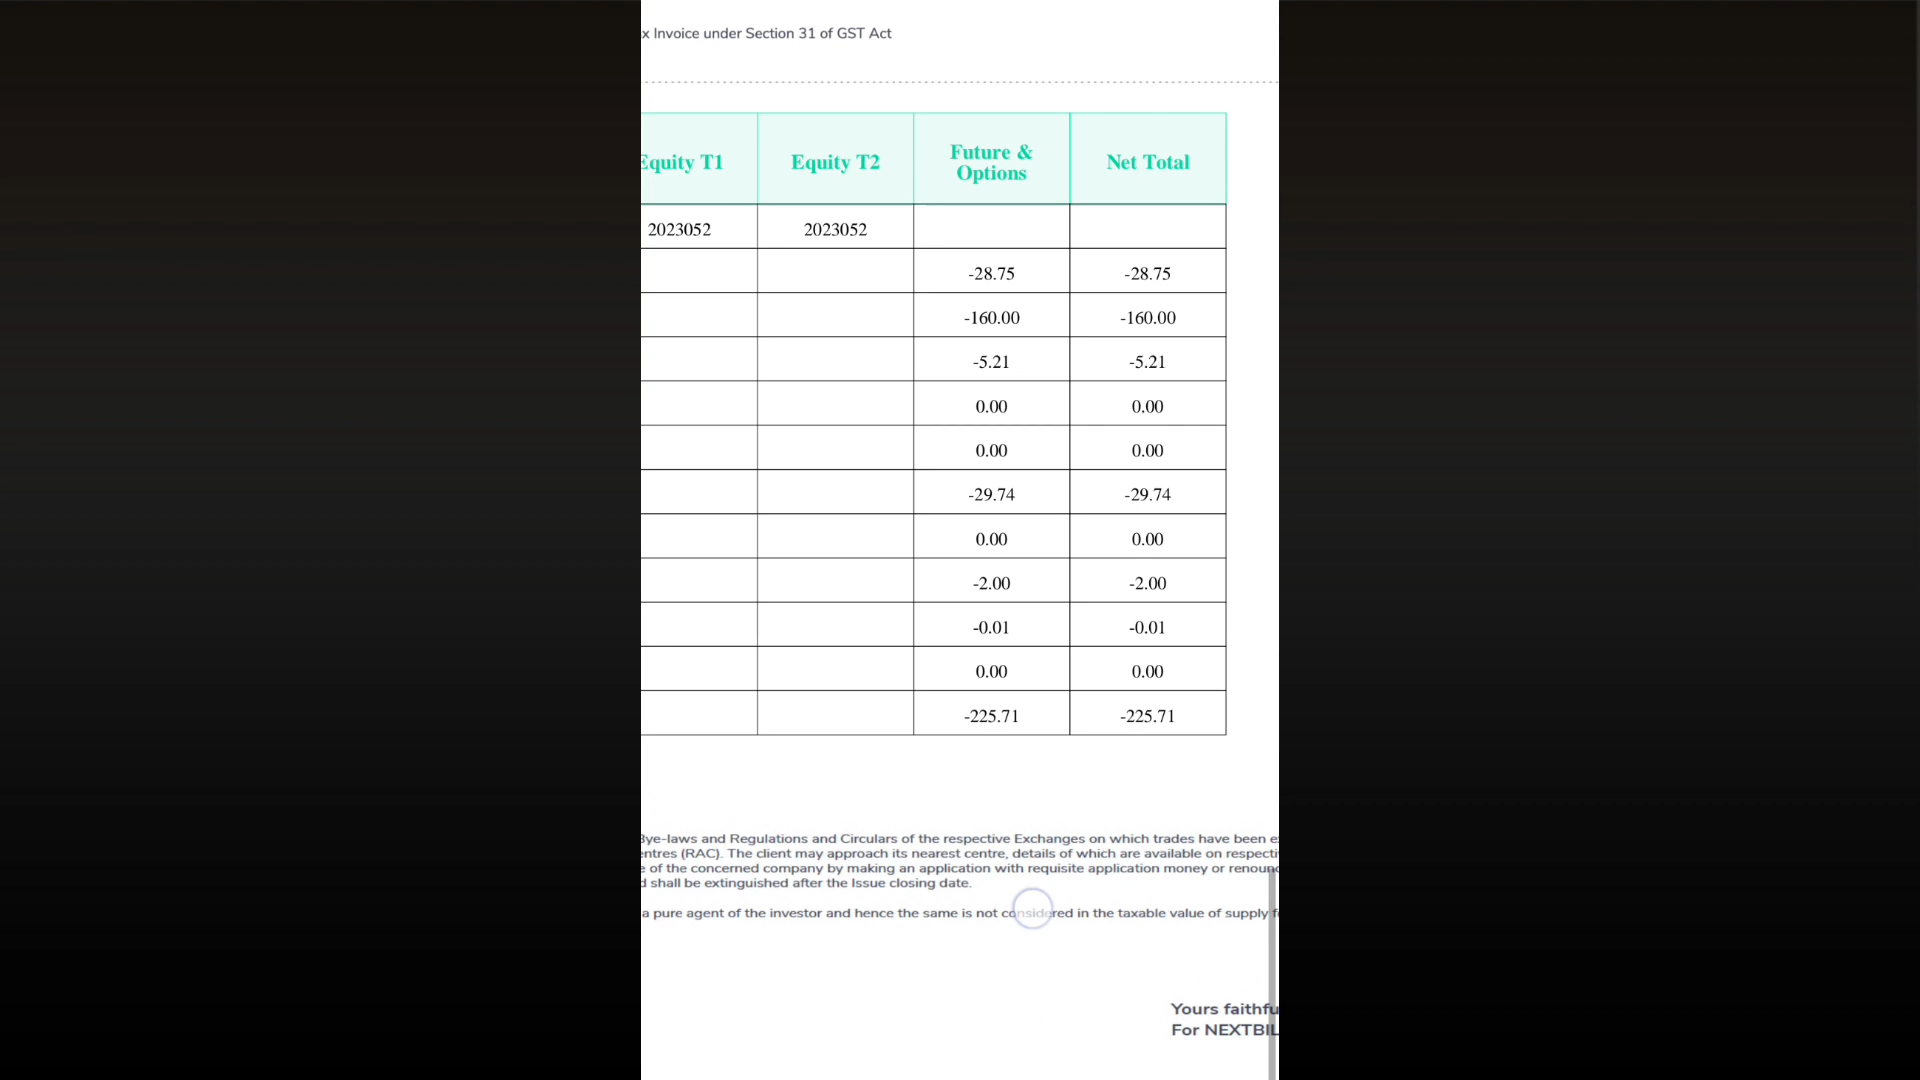 x Invoice under Section 31 of GST Act
Equity T1 Equity T2 Future & Options Net Total
2023052 2023052
-28.75 -28.75
-160.00 -160.00
-5.21 -5.21
0.00 0.00
0.00 0.00
-29.74 -29.74
0.00 0.00
-2.00 -2.00
-0.01 -0.01
0.00 0.00
-225.71 -225.71
Bye-laws and Regulations and Circulars of the respective Exchanges on which trades have been e
entres (RAC). The client may approach its nearest centre, details of which are available on respecti
e of the concerned company by making an application with requisite application money or renounc
d shall be extinguished after the Issue closing date.
a pure agent of the investor and hence the same is not considered in the taxable value of supply f
Yours faithfu
For NEXTBIL